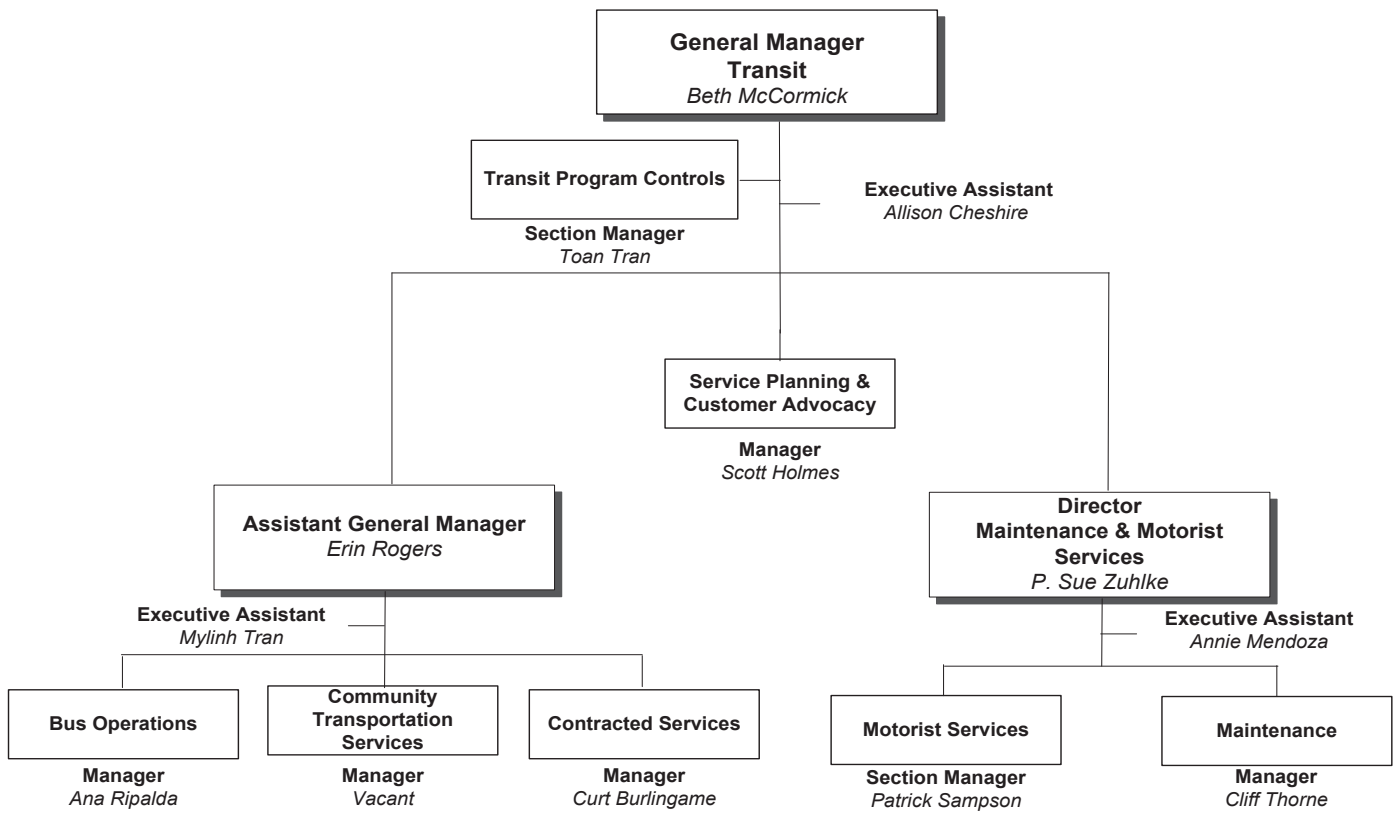 General Manager
Transit
Beth McCormick
Transit Program Controls
Section Manager
Toan Tran
Executive Assistant
Allison Cheshire
Service Planning &
Customer Advocacy
Manager
Scott Holmes
Assistant General Manager
Erin Rogers
Director
Maintenance & Motorist
Services
P. Sue Zuhlke
Executive Assistant
Mylinh Tran
Executive Assistant
Annie Mendoza
Bus Operations
Manager
Ana Ripalda
Community
Transportation
Services
Manager
Vacant
Contracted Services
Manager
Curt Burlingame
Motorist Services
Section Manager
Patrick Sampson
Maintenance
Manager
Cliff Thorne